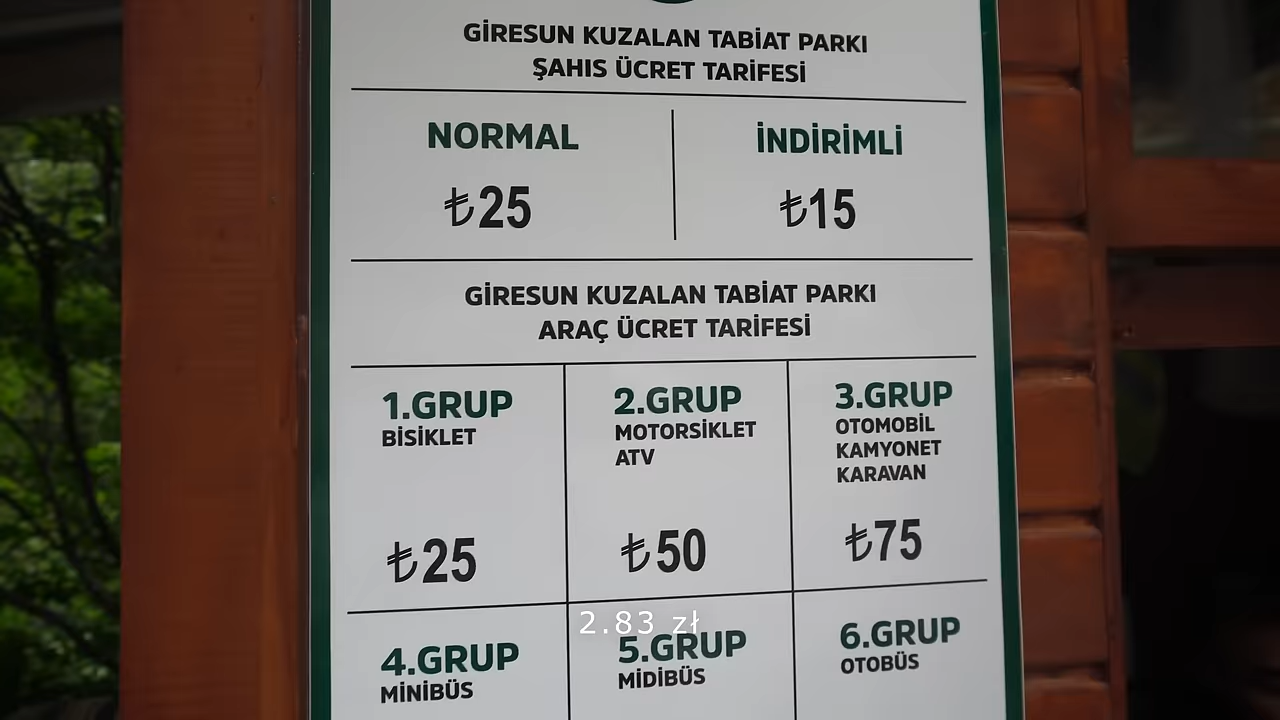 GİRESUN KUZALAN TABİAT PARKI
ŞAHIS ÜCRET TARİFESİ
NORMAL
İNDİRİMLİ
₺25
₺15
GİRESUN KUZALAN TABİAT PARKI
ARAÇ ÜCRET TARİFESİ
1.GRUP
BİSİKLET
₺25
2.GRUP
MOTORSİKLET
ATV
₺50
3.GRUP
OTOMOBİL
KAMYONET
KARAVAN
₺75
2.83 zł
4.GRUP
MİNİBÜS
5.GRUP
MİDİBÜS
6.GRUP
OTOBÜS